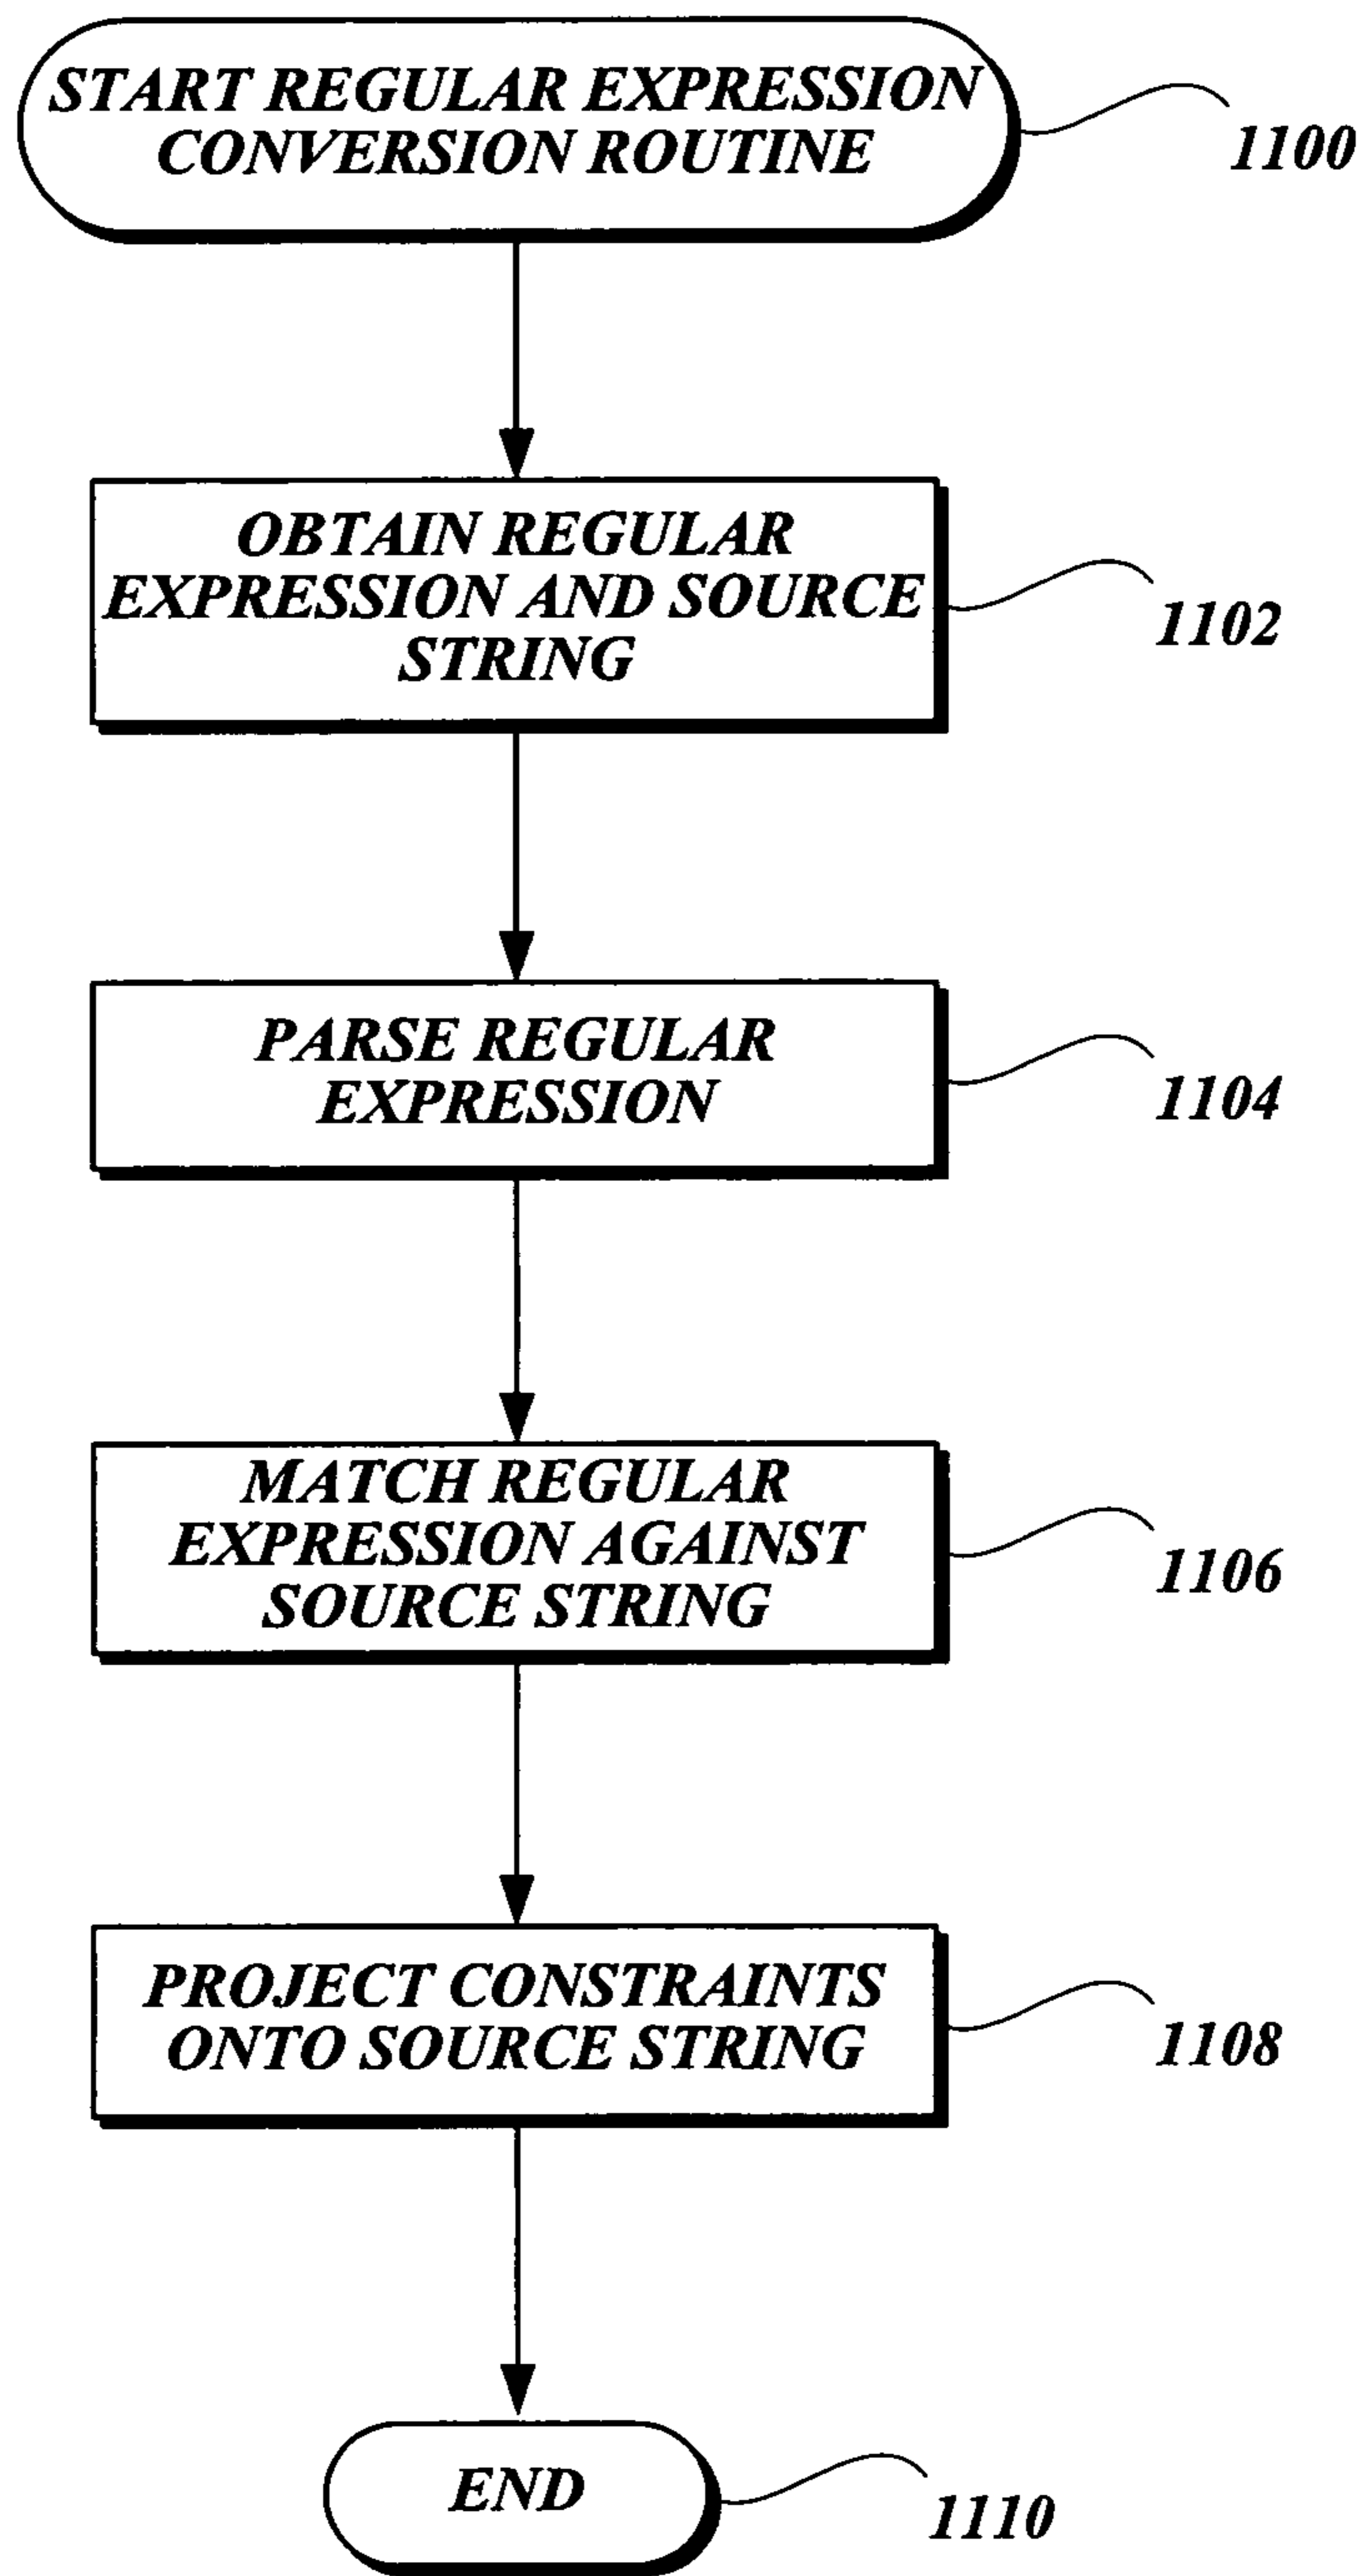 START REGULAR EXPRESSION
CONVERSION ROUTINE
1100
OBTAIN REGULAR
EXPRESSION AND SOURCE
STRING
1102
PARSE REGULAR
EXPRESSION
1104
MATCH REGULAR
EXPRESSION AGAINST
SOURCE STRING
1106
PROJECT CONSTRAINTS
ONTO SOURCE STRING
1108
END
1110